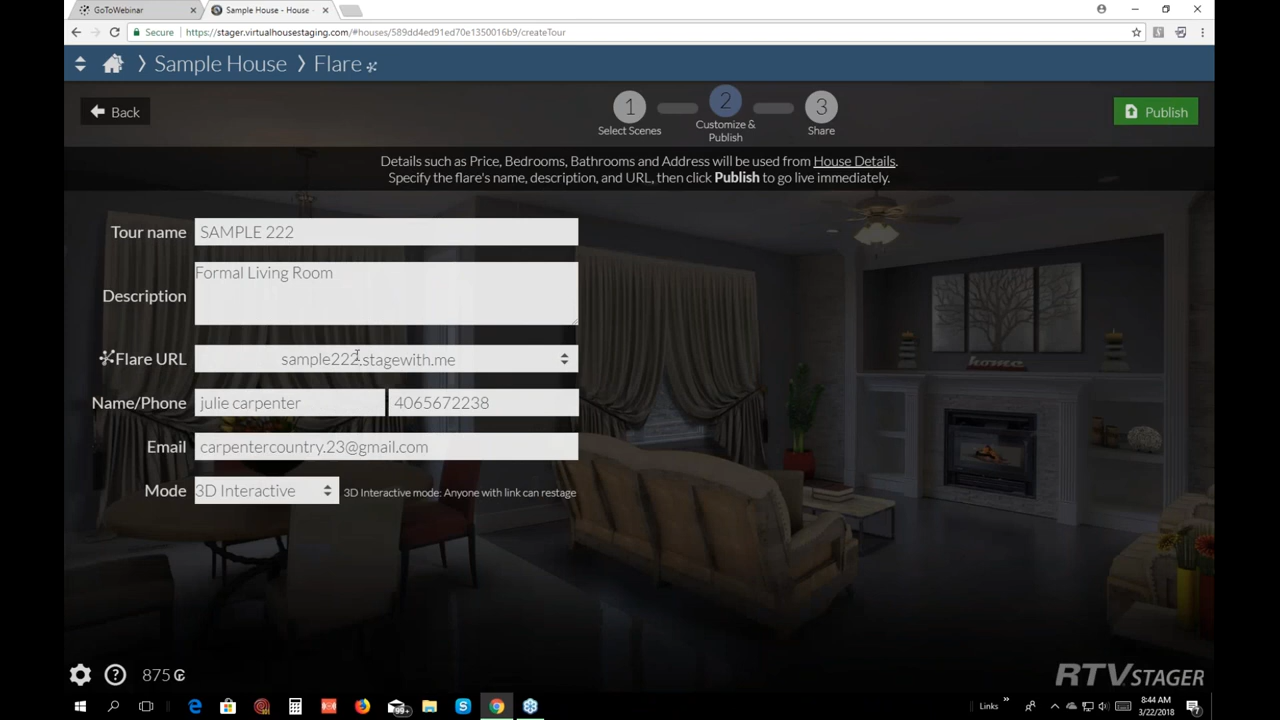 GoToWebinar
Sample House - House -
Secure https://stager.virtualhousestaging.com/#houses/589dd4ed91ed70e1350016b9/createTour
Sample House Flare
Back
1 2 3
Select Scenes
Customize &
Publish
Share
Publish
Details such as Price, Bedrooms, Bathrooms and Address will be used from House Details.
Specify the flare's name, description, and URL, then click Publish to go live immediately.
Tour name SAMPLE 222
Description Formal Living Room
Flare URL sample222.stagewith.me
Name/Phone julie carpenter 4065672238
Email carpentercountry.23@gmail.com
Mode 3D Interactive 3D Interactive mode: Anyone with link can restage
home
875
RTVSTAGER
99+
Links
8:44 AM
3/22/2018